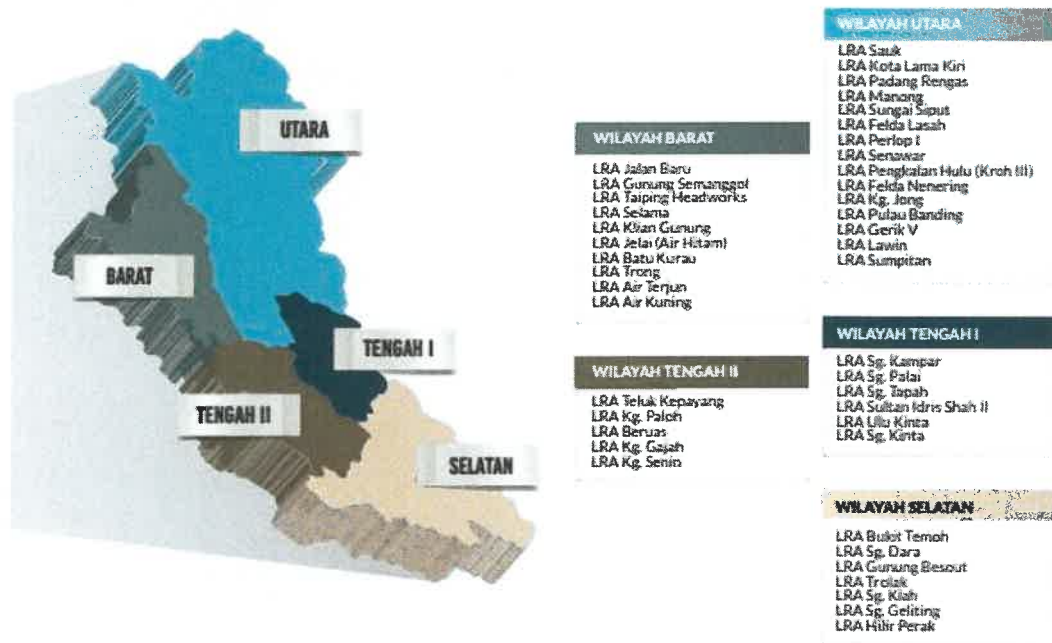 UTARA
BARAT
TENGAH I
TENGAH II
SELATAN
WILAYAH BARAT
LRA Jalan Baru
LRA Gunung Semanggol
LRA Taiping Headworks
LRA Selama
LRA Klian Gunung
LRA Jelai (Air Hitam)
LRA Batu Kurau
LRA Trong
LRA Air Terjun
LRA Air Kuning
WILAYAH TENGAH II
LRA Teluk Kepayang
LRA Kg. Paloh
LRA Beruas
LRA Kg. Gajah
LRA Kg. Senin
WILAYAH UTARA
LRA Sauk
LRA Kota Lama Kiri
LRA Padang Rengas
LRA Manong
LRA Sungai Siput
LRA Felda Lasah
LRA Perlop I
LRA Senawar
LRA Pengkalan Hulu (Kroh III)
LRA Felda Nenering
LRA Kg. Jong
LRA Pulau Banding
LRA Gerik V
LRA Lawin
LRA Sumpitan
WILAYAH TENGAH I
LRA Sg. Kampar
LRA Sg. Palai
LRA Sg. Tapah
LRA Sultan Idris Shah II
LRA Ulu Kinta
LRA Sg. Kinta
WILAYAH SELATAN
LRA Bukit Temoh
LRA Sg. Dara
LRA Gunung Besout
LRA Trolak
LRA Sg. Klah
LRA Sg. Geliting
LRA Hilir Perak